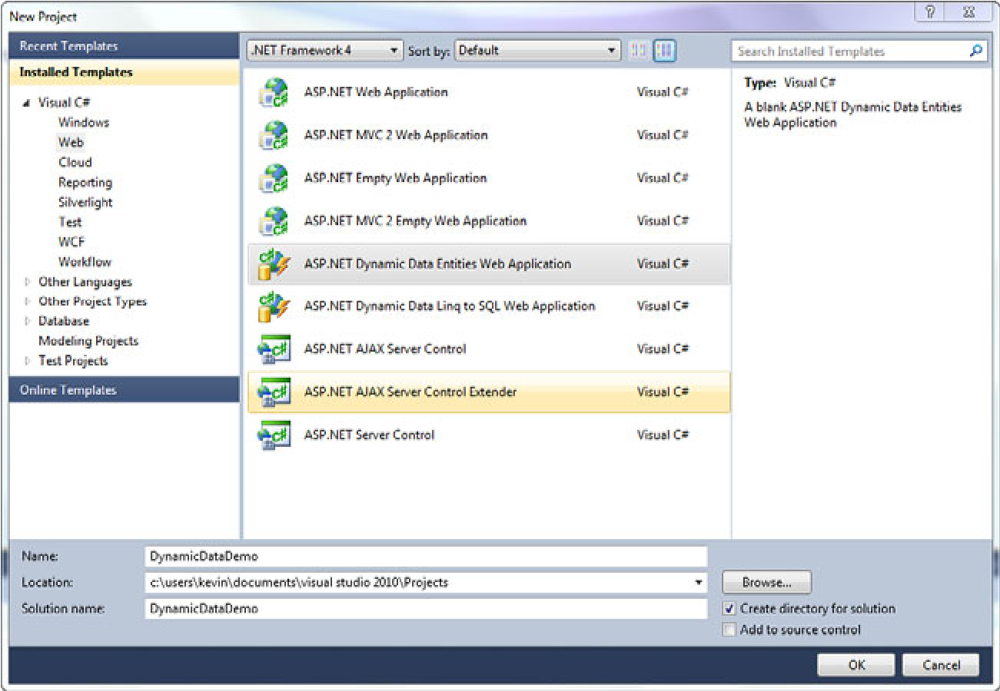 New Project
Recent Templates
Installed Templates
Visual C#
Windows
Web
Cloud
Reporting
Silverlight
Test
WCF
Workflow
Other Languages
Other Project Types
Database
Modeling Projects
Test Projects
Online Templates
.NET Framework 4
Sort by: Default
Search Installed Templates
ASP.NET Web Application Visual C#
ASP.NET MVC 2 Web Application Visual C#
ASP.NET Empty Web Application Visual C#
ASP.NET MVC 2 Empty Web Application Visual C#
ASP.NET Dynamic Data Entities Web Application Visual C#
ASP.NET Dynamic Data Linq to SQL Web Application Visual C#
ASP.NET AJAX Server Control Visual C#
ASP.NET AJAX Server Control Extender Visual C#
ASP.NET Server Control Visual C#
Type: Visual C#
A blank ASP.NET Dynamic Data Entities
Web Application
Name: DynamicDataDemo
Location: c:\users\kevin\documents\visual studio 2010\Projects
Browse...
Solution name: DynamicDataDemo
Create directory for solution
Add to source control
OK
Cancel